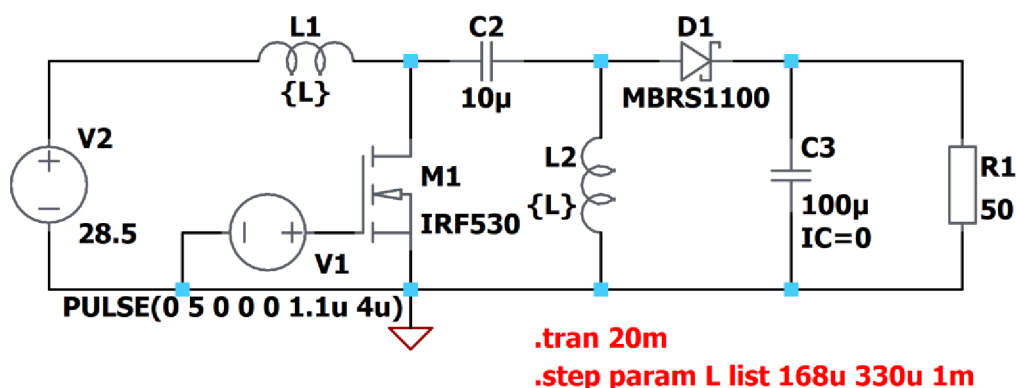 L1
{L}
C2
10µ
D1
MBRS1100
V2
28.5
V1
PULSE(0 5 0 0 0 1.1u 4u)
M1
IRF530
L2
{L}
C3
100µ
IC=0
R1
50
.tran 20m
.step param L list 168u 330u 1m